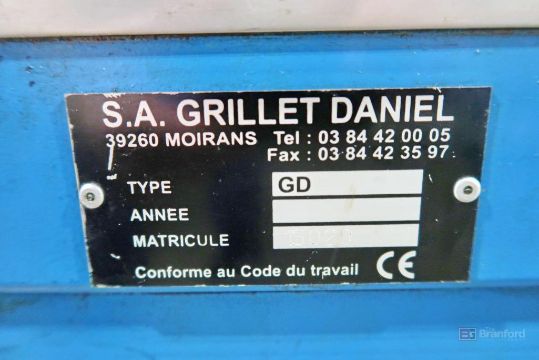 S.A. GRILLET DANIEL
39260 MOIRANS Tel : 03 84 42 00 05
Fax : 03 84 42 35 97
TYPE GD
ANNEE
MATRICULE
Conforme au Code du travail CE
Branford